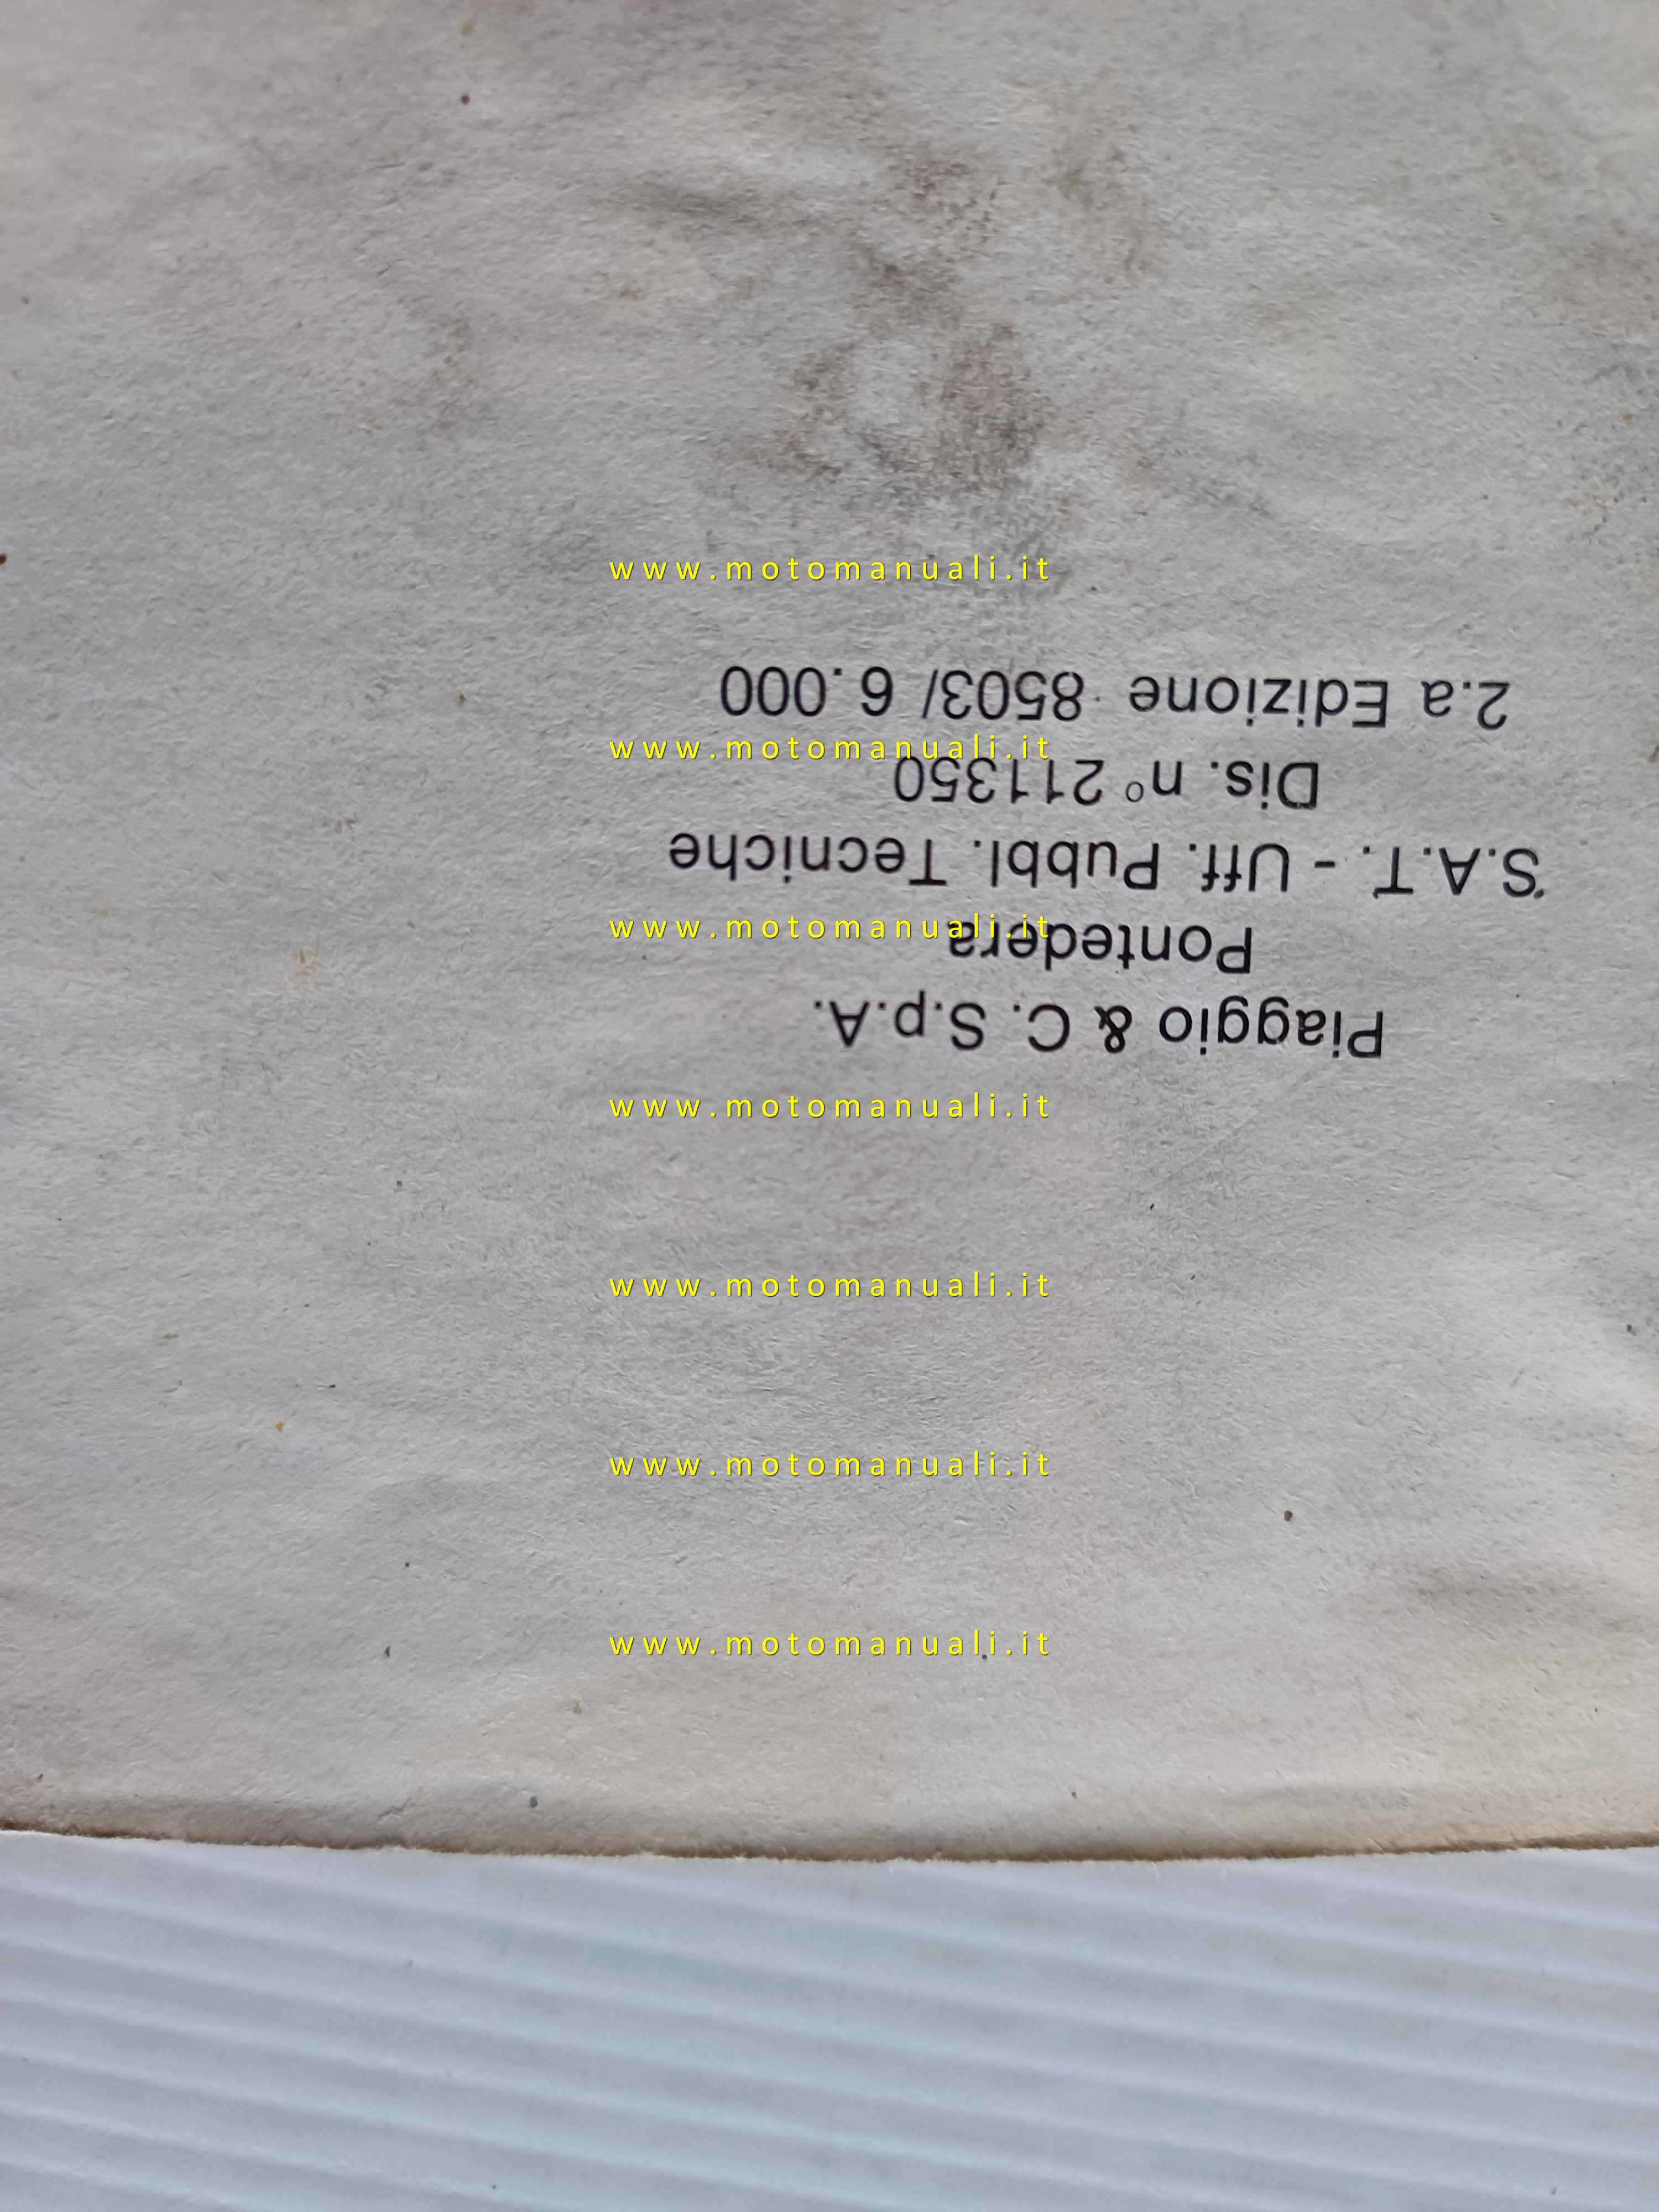 Piaggio & C. S.p.A.
Pontedera
S.A.T. - Uff. Pubbl. Tecniche
Dis. n° 211350
2.a Edizione 8503/ 6.000
www.motomanuali.it
www.motomanuali.it
www.motomanuali.it
www.motomanuali.it
www.motomanuali.it
www.motomanuali.it
www.motomanuali.it